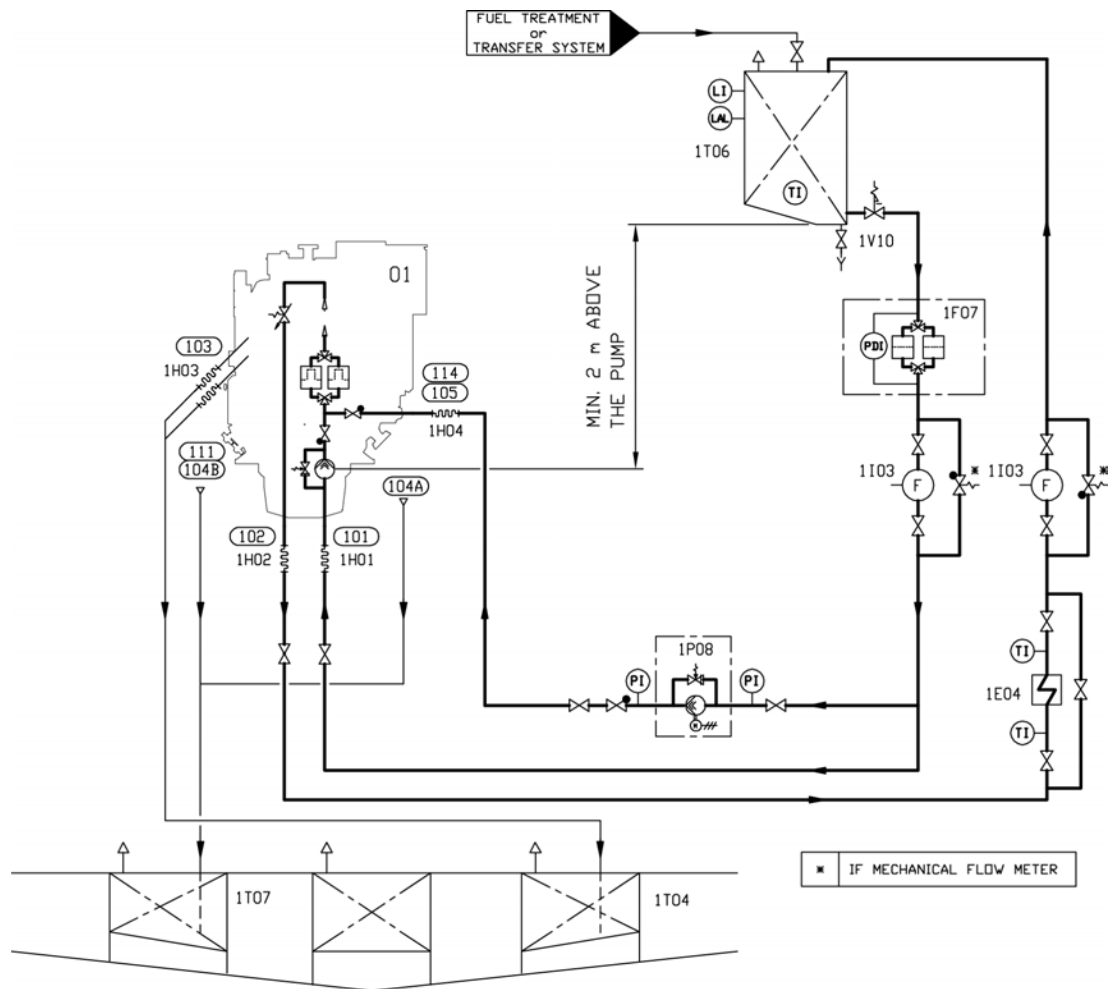 FUEL TREATMENT
or
TRANSFER SYSTEM
LI
LAL
1T06
TI
1V10
MIN. 2 m ABOVE
THE PUMP
01
1F07
PDI
103
1H03
114
105
1H04
111
104B
104A
1I03
F
1I03
F
*
*
102
1H02
101
1H01
1P08
PI
PI
M
TI
1E04
TI
1T07
1T04
* IF MECHANICAL FLOW METER